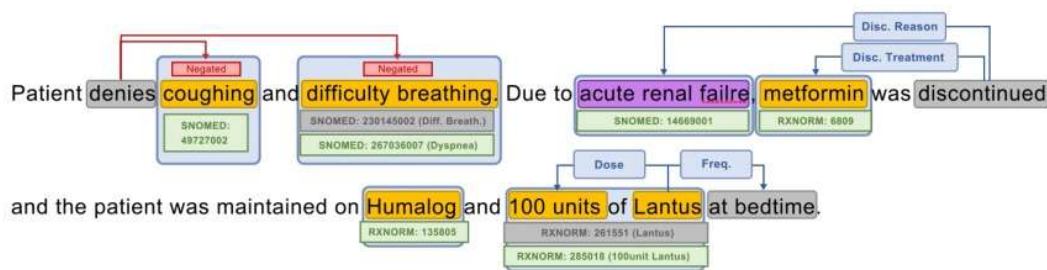 Disc. Reason
Negated Negated Disc. Treatment
Patient denies coughing and difficulty breathing. Due to acute renal failre, metformin was discontinued
SNOMED: 49727002
SNOMED: 230145002 (Diff. Breath.)
SNOMED: 267036007 (Dyspnea)
SNOMED: 14669001
RXNORM: 6809
Dose Freq.
and the patient was maintained on Humalog and 100 units of Lantus at bedtime.
RXNORM: 135805
RXNORM: 261551 (Lantus)
RXNORM: 285018 (100unit Lantus)